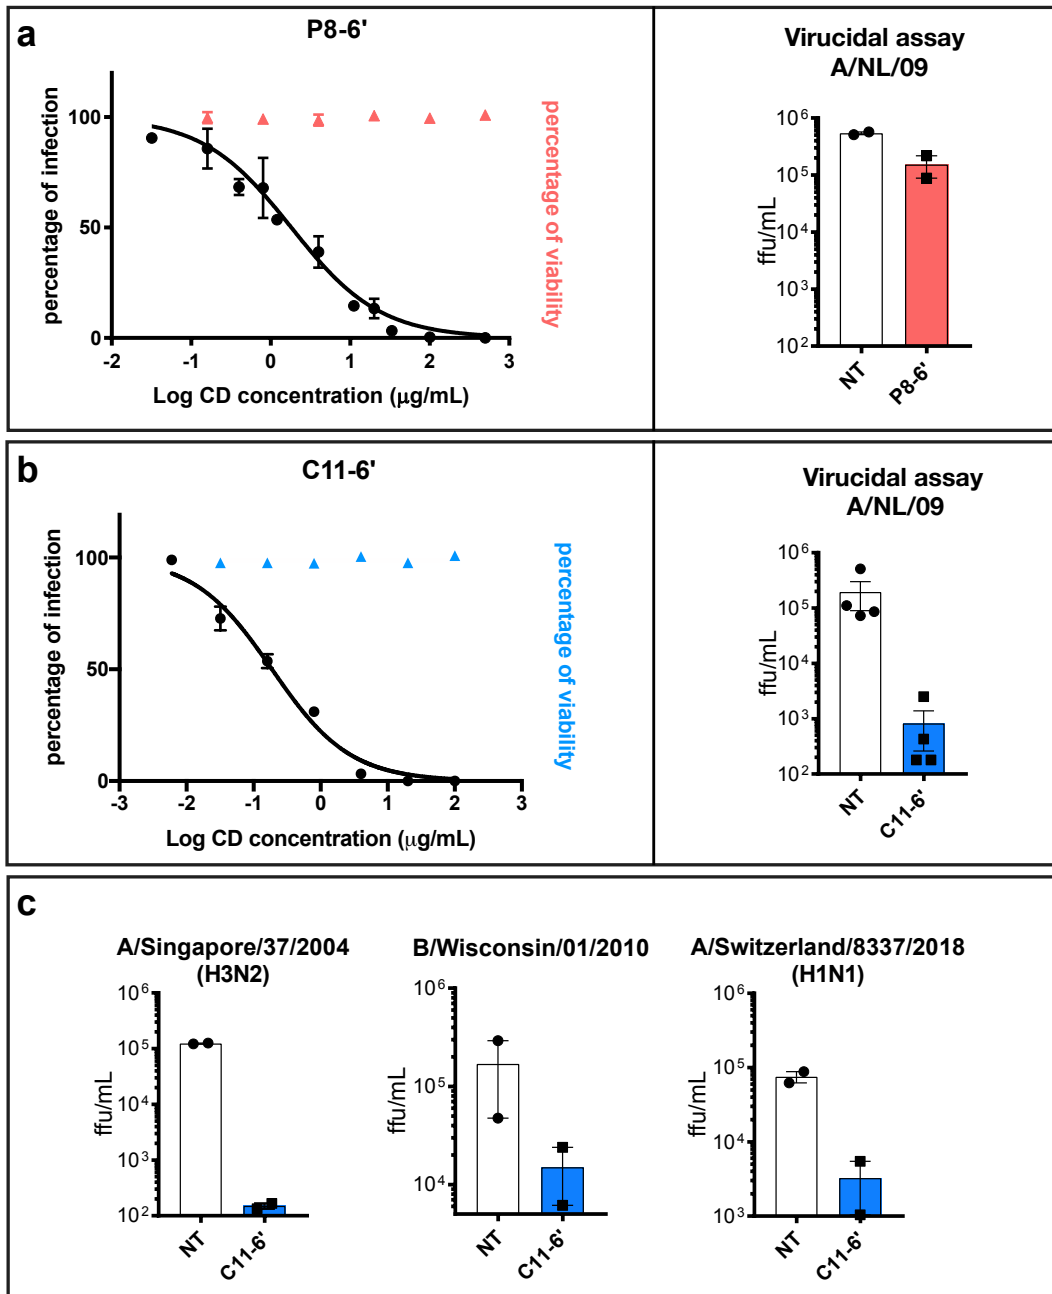 a
P8-6'
percentage of infection
100
50
0
-2 -1 0 1 2 3
Log CD concentration (µg/mL)
percentage of viability
Virucidal assay
A/NL/09
ffu/mL
10⁶
10⁵
10⁴
10³
10²
NT
P8-6'
b
C11-6'
percentage of infection
100
50
0
-3 -2 -1 0 1 2 3
Log CD concentration (µg/mL)
percentage of viability
Virucidal assay
A/NL/09
ffu/mL
10⁶
10⁵
10⁴
10³
10²
NT
C11-6'
c
A/Singapore/37/2004
(H3N2)
ffu/mL
10⁶
10⁵
10⁴
10³
10²
NT
C11-6'
B/Wisconsin/01/2010
ffu/mL
10⁶
10⁵
10⁴
NT
C11-6'
A/Switzerland/8337/2018
(H1N1)
ffu/mL
10⁶
10⁵
10⁴
10³
NT
C11-6'